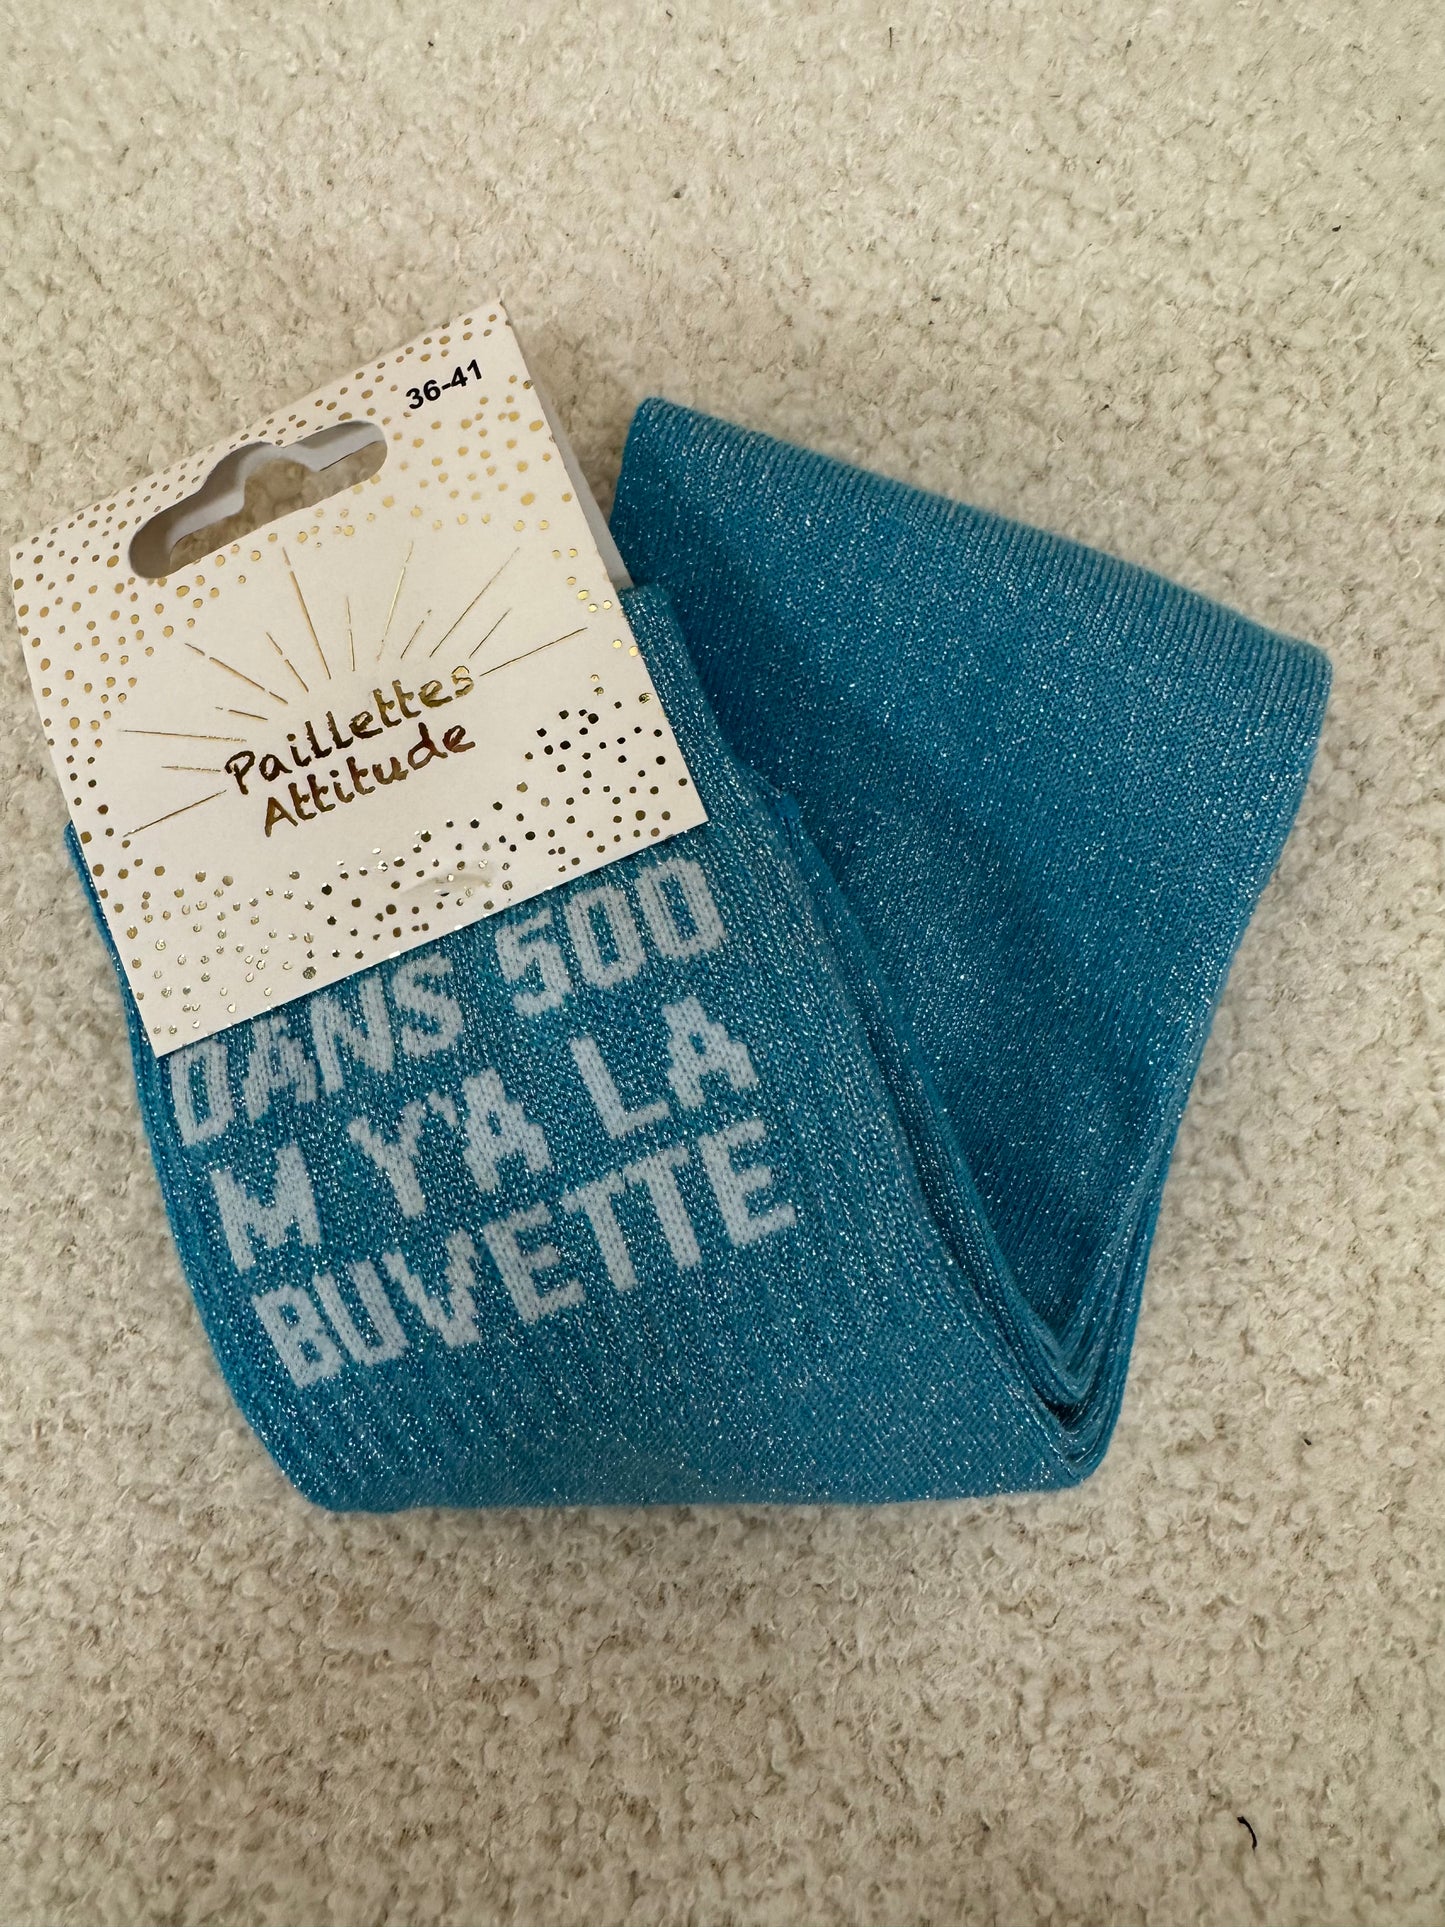 36-41
Paillettes
Attitude
DANS 500
M Y'A LA
BUVETTE